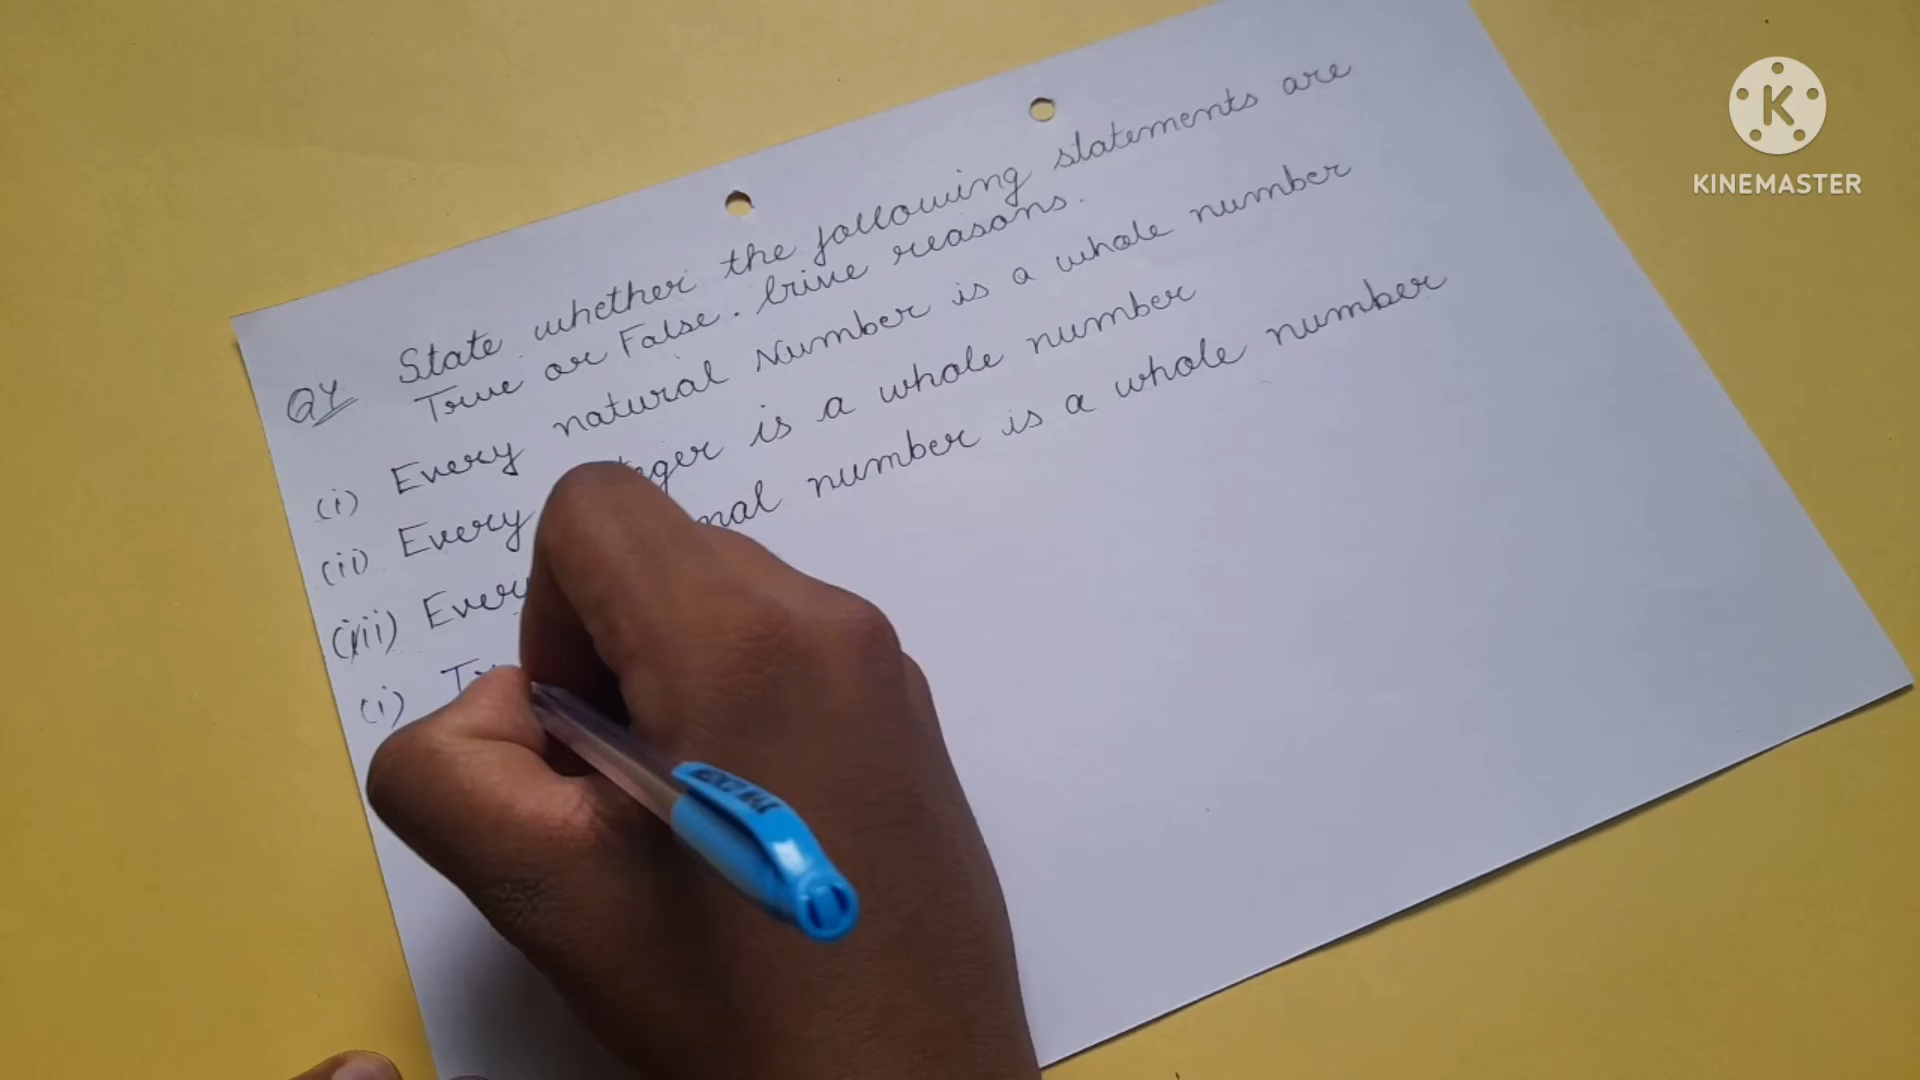 Q4 State whether the following statements are
True or False. Give reasons.
(i) Every natural Number is a whole number
(ii) Every is a whole number
(iii) Every number is a whole number
(i)
KINEMASTER